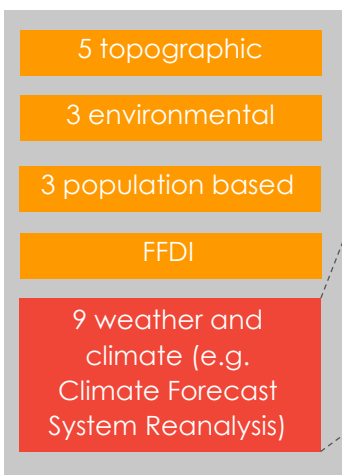 5 topographic
3 environmental
3 population based
FFDI
9 weather and
climate (e.g.
Climate Forecast
System Reanalysis)